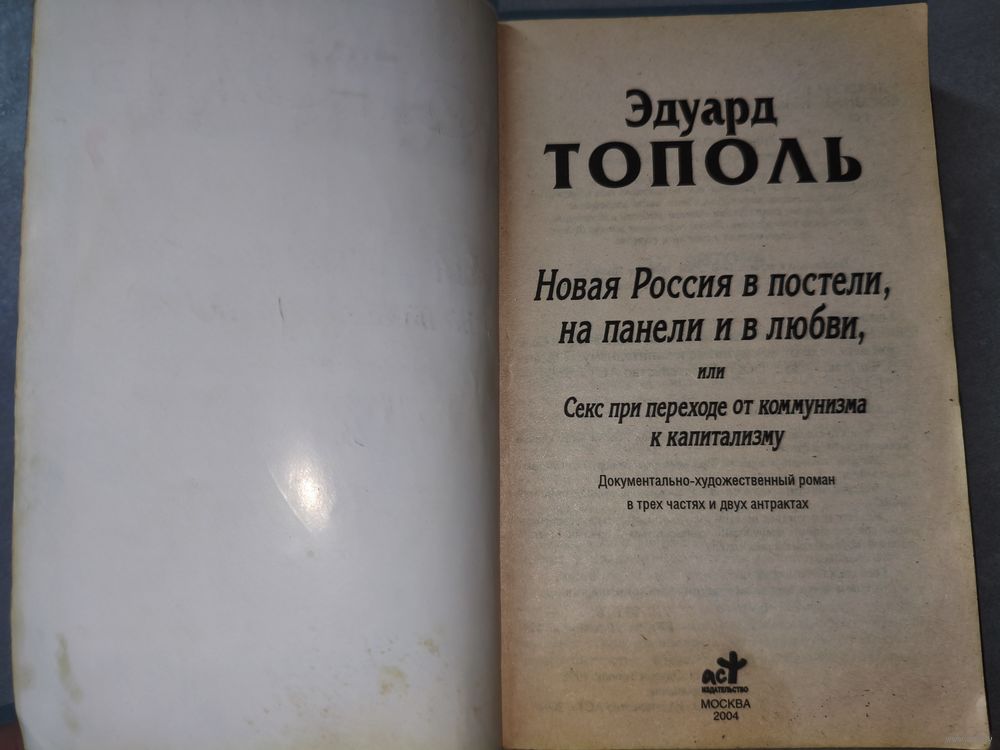 Эдуард
ТОПОЛЬ
Новая Россия в постели,
на панели и в любви,
или
Секс при переходе от коммунизма
к капитализму
Документально-художественный роман
в трех частях и двух антрактах
аст
ИЗДАТЕЛЬСТВО
МОСКВА
2004